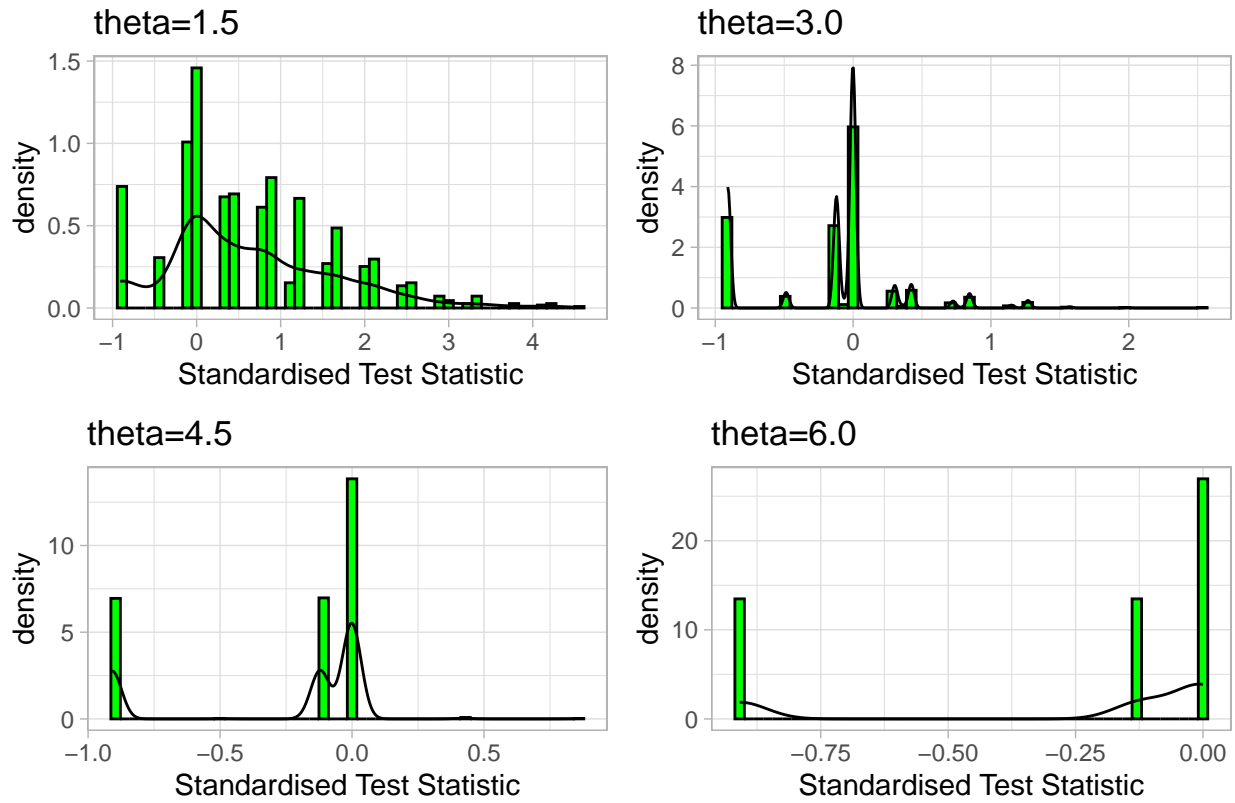 theta=1.5
1.5
1.0
0.5
0.0
density
−1
0
1
2
3
4
Standardised Test Statistic
theta=3.0
8
6
4
2
0
density
−1
0
1
2
Standardised Test Statistic
theta=4.5
10
5
0
density
−1.0
−0.5
0.0
0.5
Standardised Test Statistic
theta=6.0
20
10
0
density
−0.75
−0.50
−0.25
0.00
Standardised Test Statistic